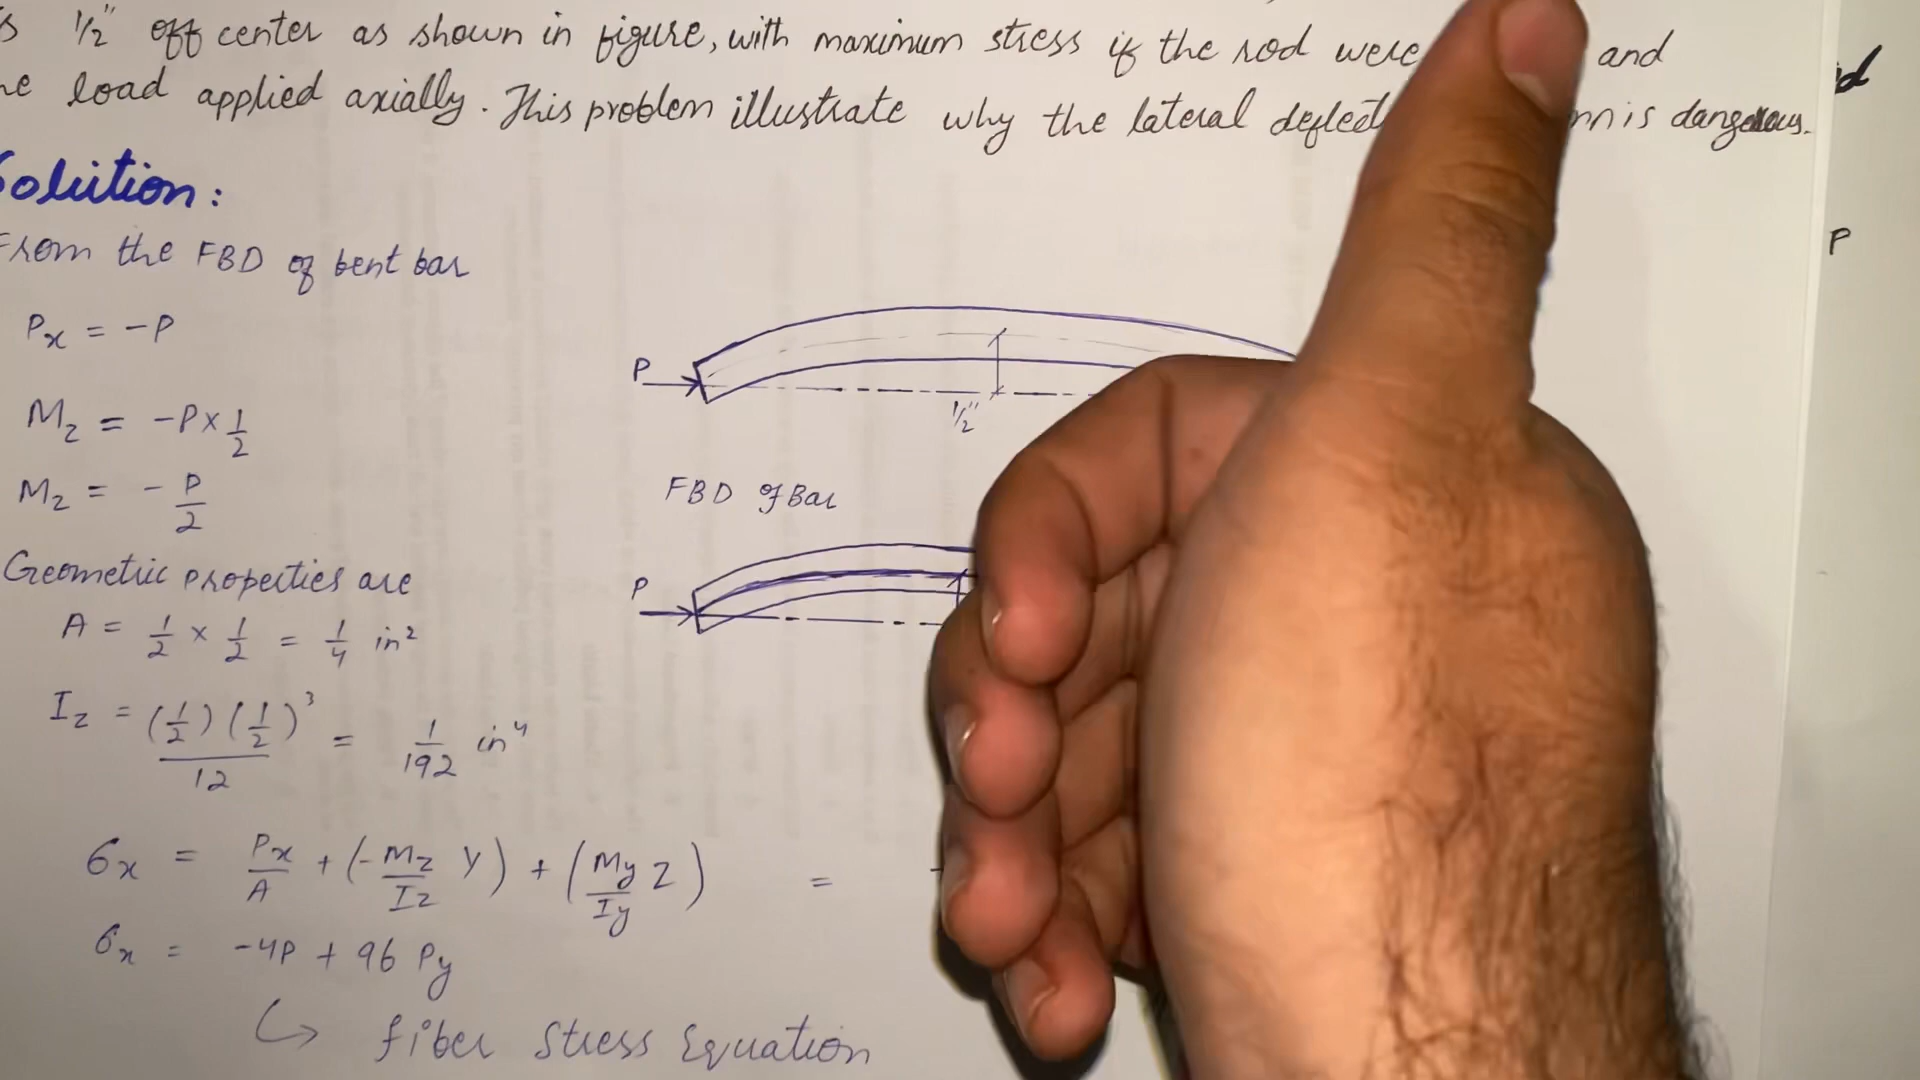 1/2" off center as shown in figure, with maximum stress if the rod were and
load applied axially. This problem illustrate why the lateral is dangerous.
Solution:
From the FBD of bent bar
Px = -P
Mz = -P x 1/2
Mz = - P/2
P
1/2"
FBD of Bar
P
Geometric properties are
A = 1/2 x 1/2 = 1/4 in²
Iz = (1/2)(1/2)³/12 = 1/192 in⁴
σx = Px/A + (-Mz/Iz y) + (My/Iy z) =
σx = -4P + 96 Py
↳ fiber stress Equation
P